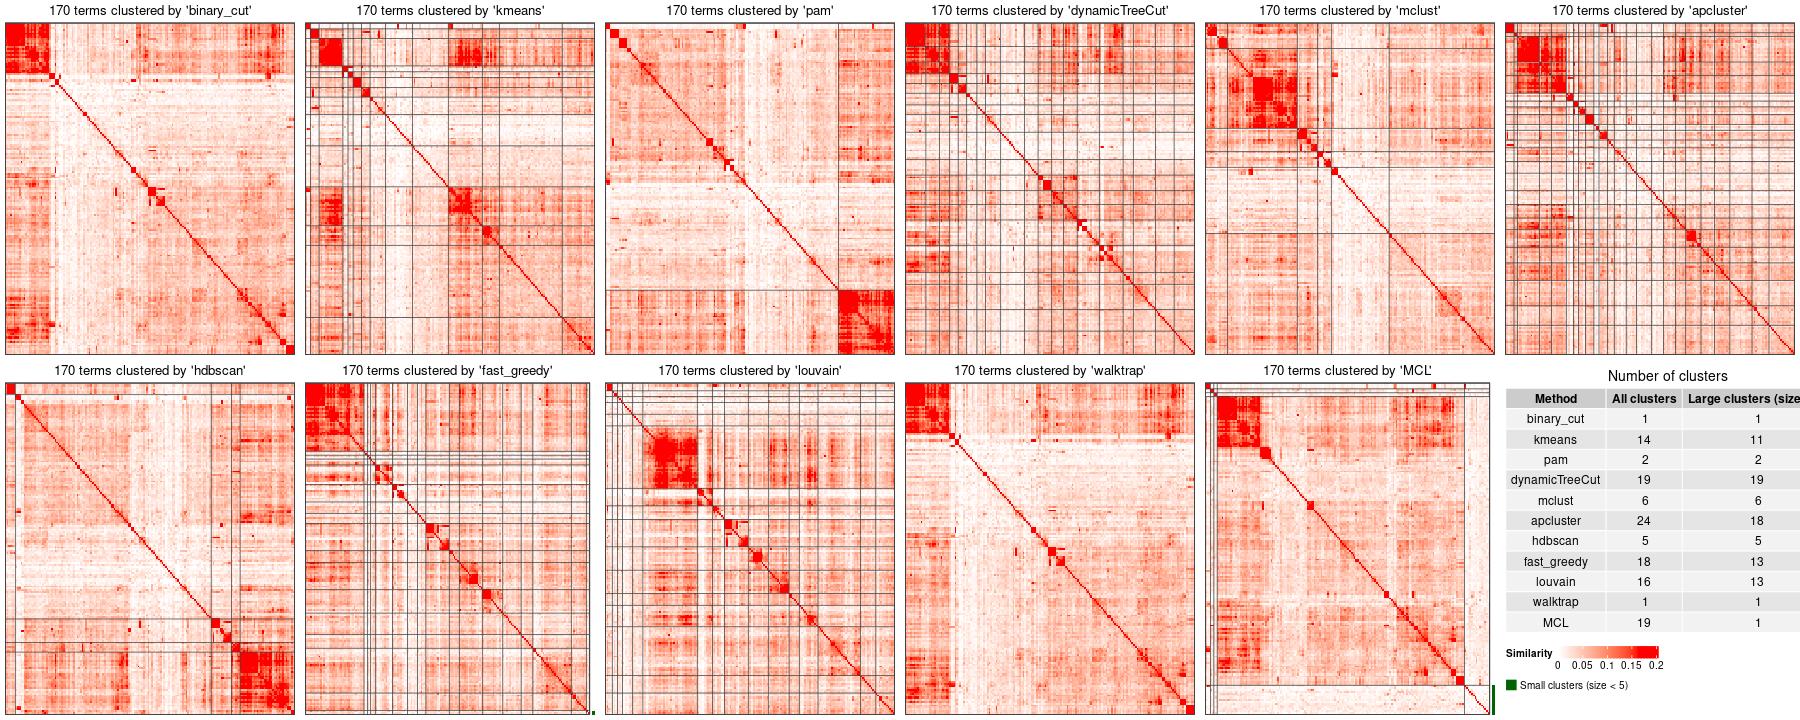 170 terms clustered by 'binary_cut'
170 terms clustered by 'kmeans'
170 terms clustered by 'pam'
170 terms clustered by 'dynamicTreeCut'
170 terms clustered by 'mclust'
170 terms clustered by 'apcluster'
170 terms clustered by 'hdbscan'
170 terms clustered by 'fast_greedy'
170 terms clustered by 'louvain'
170 terms clustered by 'walktrap'
170 terms clustered by 'MCL'
Number of clusters
Method All clusters Large clusters (size
binary_cut 1 1
kmeans 14 11
pam 2 2
dynamicTreeCut 19 19
mclust 6 6
apcluster 24 18
hdbscan 5 5
fast_greedy 18 13
louvain 16 13
walktrap 1 1
MCL 19 1
Similarity
0 0.05 0.1 0.15 0.2
Small clusters (size < 5)